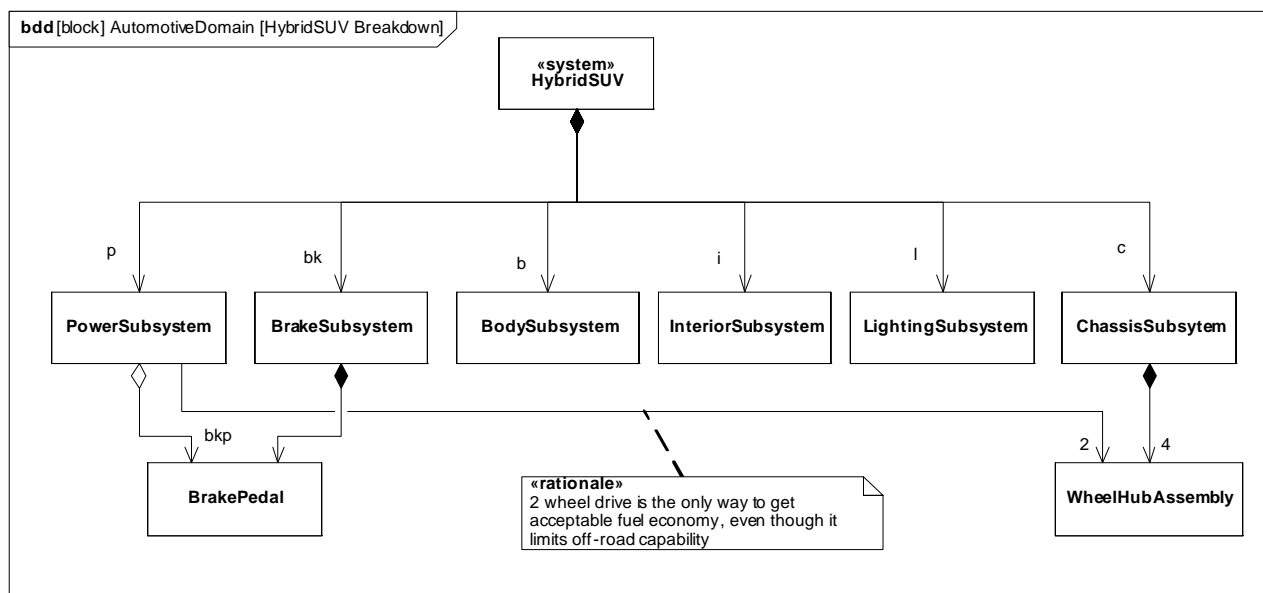 bdd [block] AutomotiveDomain [HybridSUV Breakdown]
«system»
HybridSUV
p
bk
b
i
l
c
PowerSubsystem
BrakeSubsystem
BodySubsystem
InteriorSubsystem
LightingSubsystem
ChassisSubsytem
bkp
2
4
BrakePedal
WheelHubAssembly
«rationale»
2 wheel drive is the only way to get
acceptable fuel economy, even though it
limits off-road capability